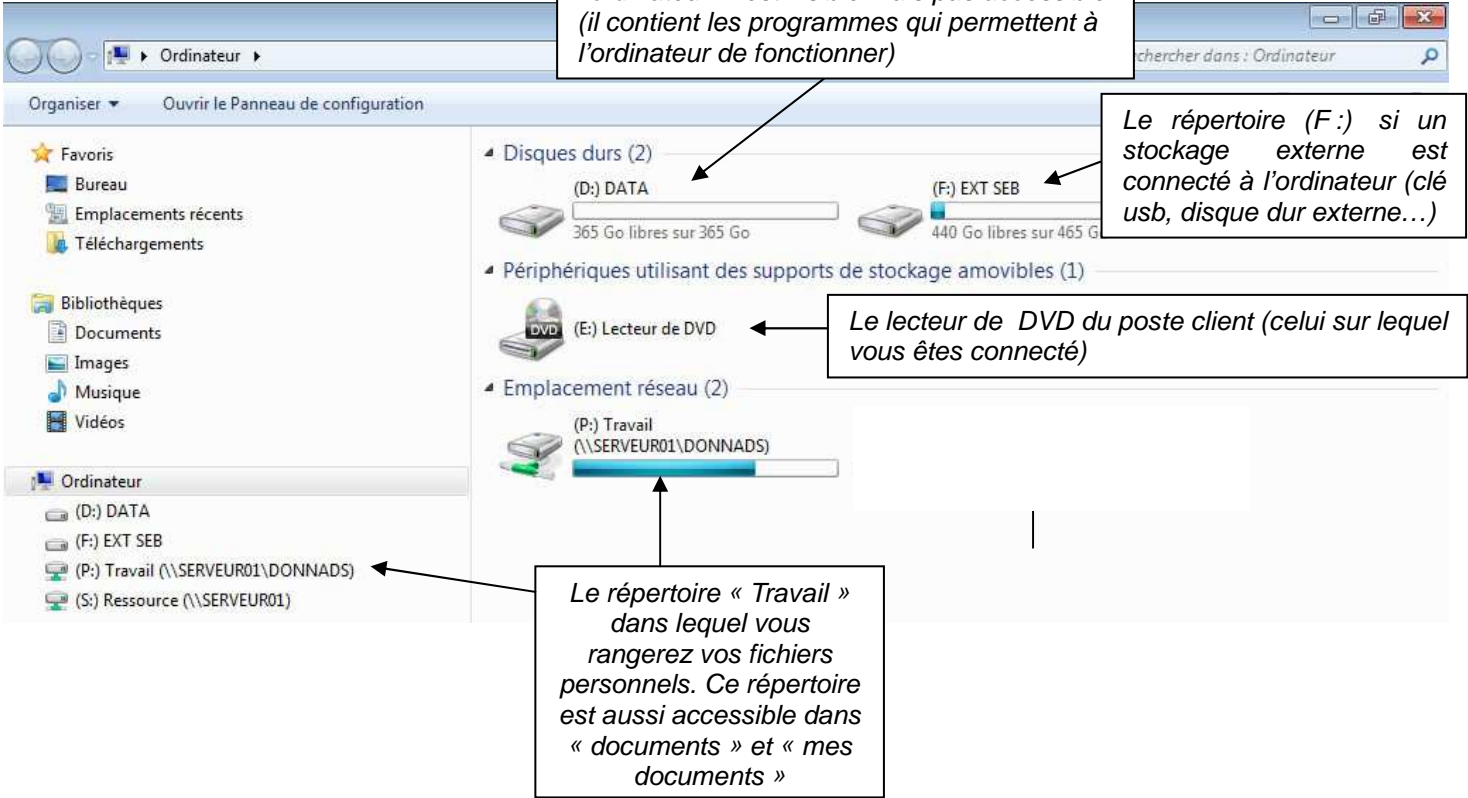 (il contient les programmes qui permettent à
l'ordinateur de fonctionner)
Ordinateur
echercher dans : Ordinateur
Organiser
Ouvrir le Panneau de configuration
Le répertoire (F :) si un
stockage externe est
connecté à l'ordinateur (clé
usb, disque dur externe…)
Favoris
Bureau
Emplacements récents
Téléchargements
Bibliothèques
Documents
Images
Musique
Vidéos
Ordinateur
(D:) DATA
(F:) EXT SEB
(P:) Travail (\\SERVEUR01\DONNADS)
(S:) Ressource (\\SERVEUR01)
Disques durs (2)
(D:) DATA
365 Go libres sur 365 Go
(F:) EXT SEB
440 Go libres sur 465 G
Périphériques utilisant des supports de stockage amovibles (1)
DVD
(E:) Lecteur de DVD
Le lecteur de DVD du poste client (celui sur lequel
vous êtes connecté)
Emplacement réseau (2)
(P:) Travail
(\\SERVEUR01\DONNADS)
Le répertoire « Travail »
dans lequel vous
rangerez vos fichiers
personnels. Ce répertoire
est aussi accessible dans
« documents » et « mes
documents »